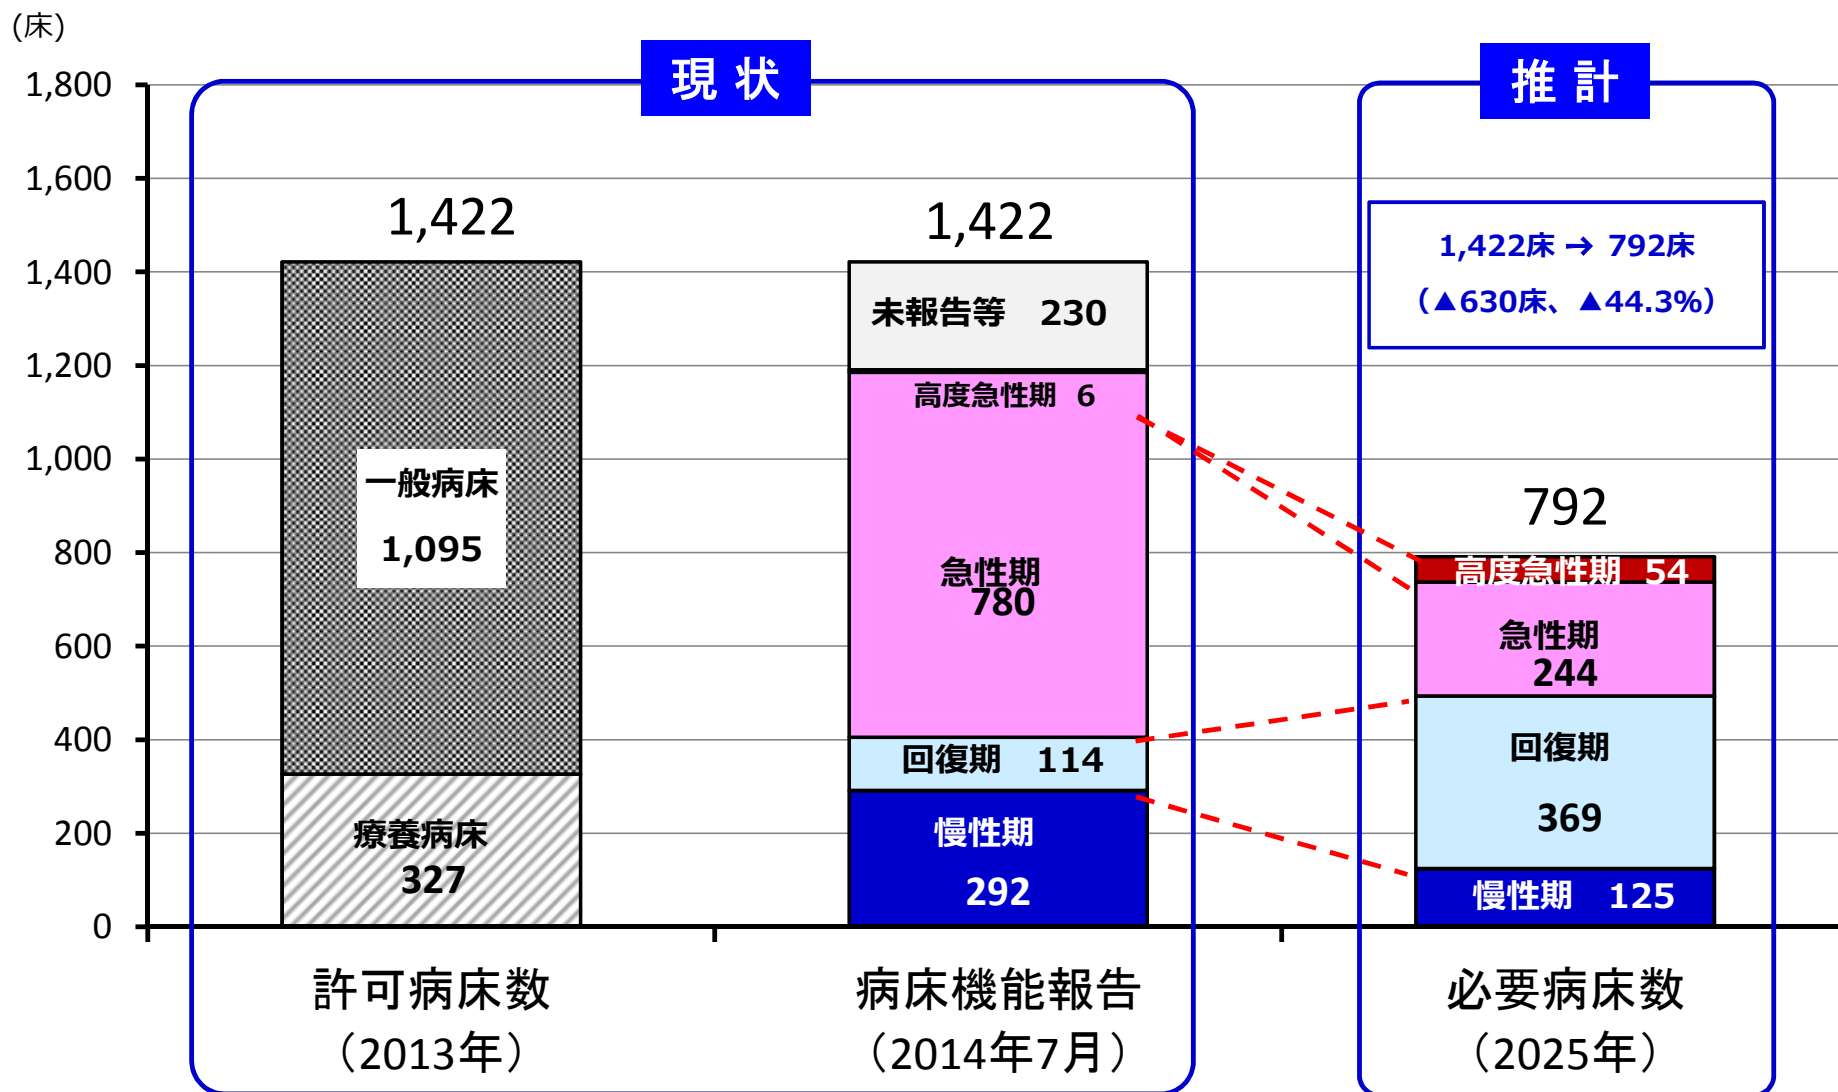 (床)
現 状
推 計
1,800
1,600
1,400
1,200
1,000
800
600
400
200
0
1,422
一般病床
1,095
療養病床
327
1,422
未報告等 230
高度急性期 6
急性期
780
回復期 114
慢性期
292
1,422床 → 792床
（▲630床、▲44.3%）
792
高度急性期 54
急性期
244
回復期
369
慢性期 125
許可病床数
（2013年）
病床機能報告
（2014年7月）
必要病床数
（2025年）